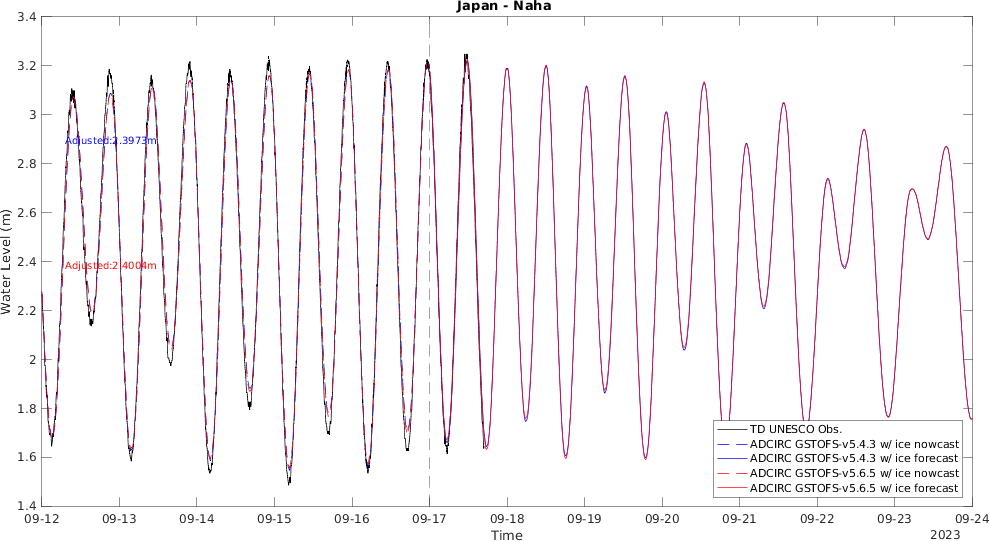 Japan - Naha
3.4
3.2
3
2.8
2.6
2.4
2.2
2
1.8
1.6
1.4
Water Level (m)
Adjusted:2.3973m
Adjusted:2.4004m
TD UNESCO Obs.
ADCIRC GSTOFS-v5.4.3 w/ ice nowcast
ADCIRC GSTOFS-v5.4.3 w/ ice forecast
ADCIRC GSTOFS-v5.6.5 w/ ice nowcast
ADCIRC GSTOFS-v5.6.5 w/ ice forecast
09-12 09-13 09-14 09-15 09-16 09-17 09-18 09-19 09-20 09-21 09-22 09-23 09-24
Time
2023